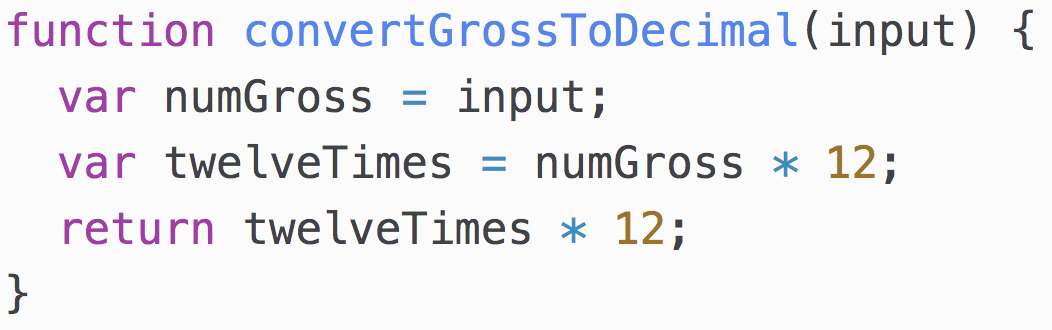 function convertGrossToDecimal(input) {
  var numGross = input;
  var twelveTimes = numGross * 12;
  return twelveTimes * 12;
}